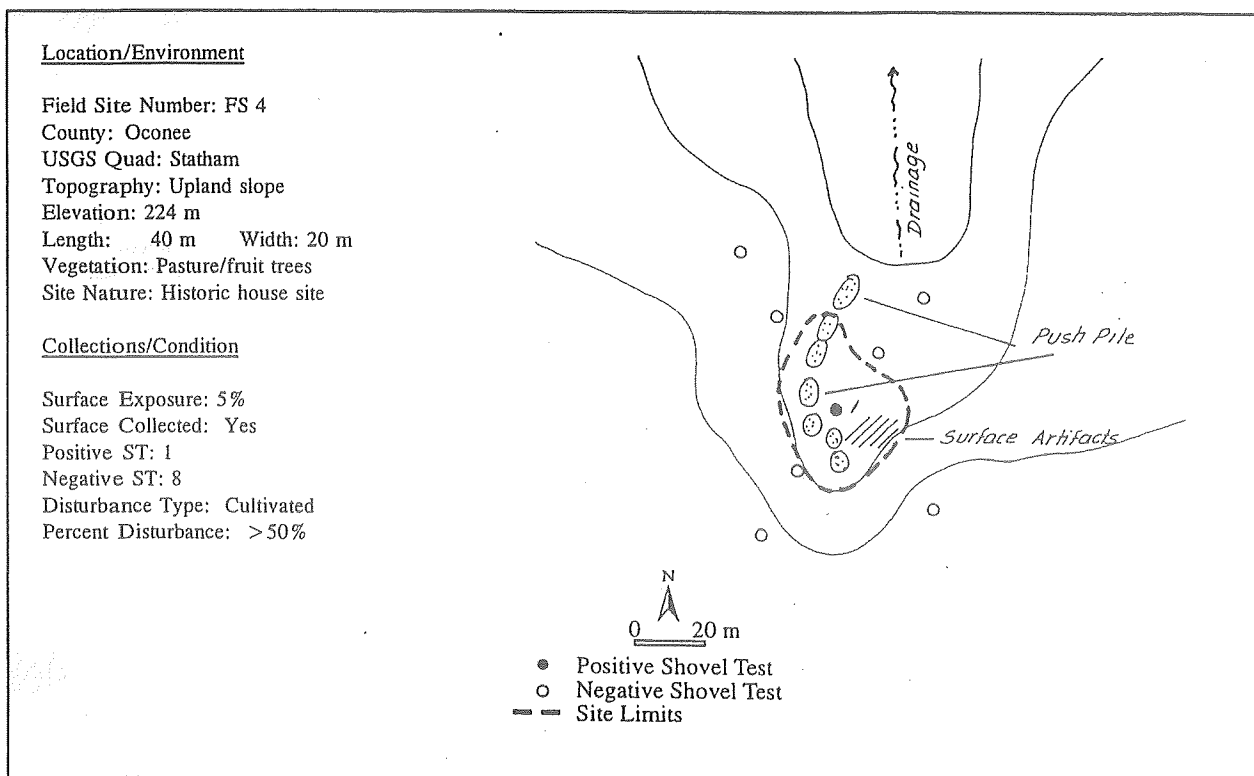 Location/Environment
Field Site Number: FS 4
County: Oconee
USGS Quad: Statham
Topography: Upland slope
Elevation: 224 m
Length: 40 m Width: 20 m
Vegetation: Pasture/fruit trees
Site Nature: Historic house site
Collections/Condition
Surface Exposure: 5%
Surface Collected: Yes
Positive ST: 1
Negative ST: 8
Disturbance Type: Cultivated
Percent Disturbance: >50%
Drainage
Push Pile
Surface Artifacts
N
0 20 m
Positive Shovel Test
Negative Shovel Test
Site Limits